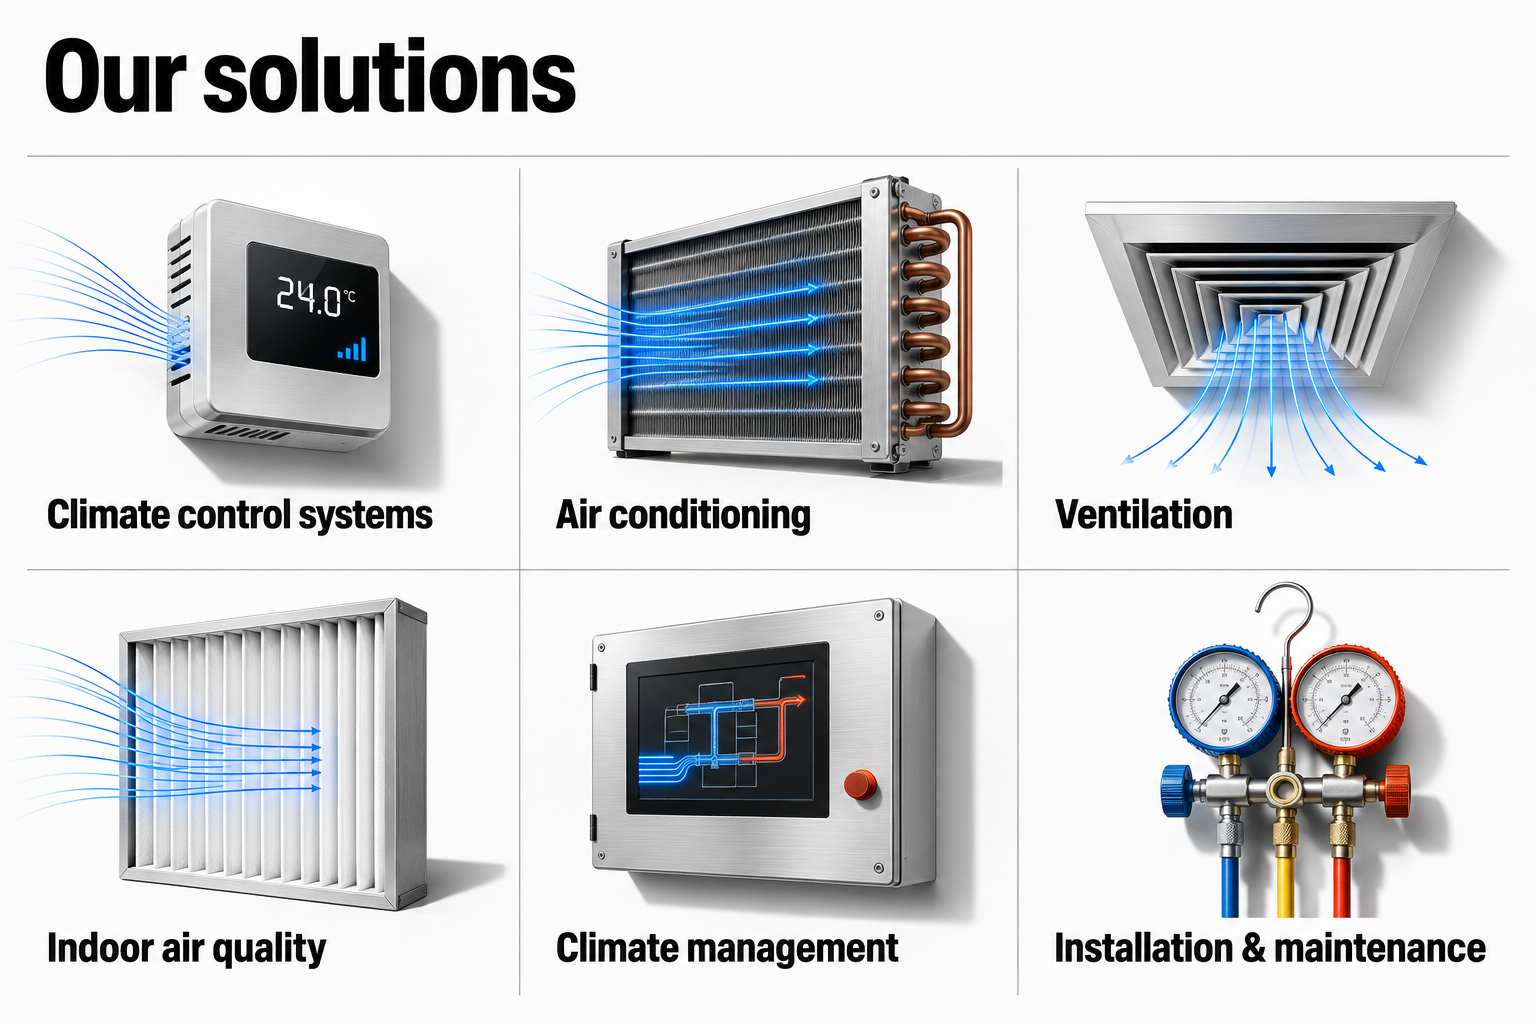 Our solutions
24.0°C
Climate control systems
Air conditioning
Ventilation
Indoor air quality
Climate management
Installation & maintenance